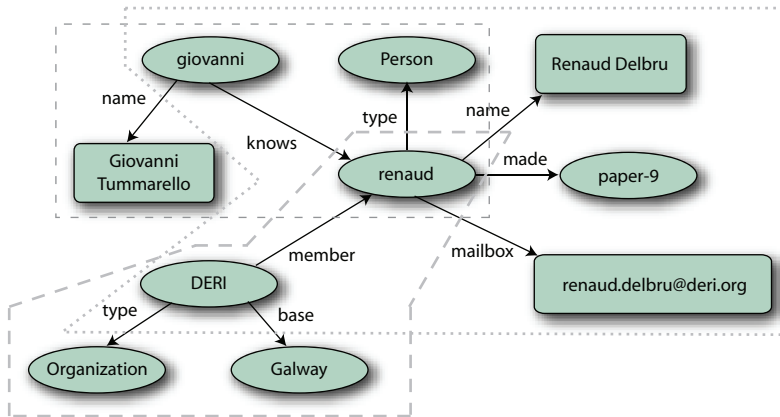 giovanni
Person
Renaud Delbru
name
type
name
knows
made
Giovanni
Tummarello
renaud
paper-9
member
mailbox
DERI
renaud.delbru@deri.org
type
base
Organization
Galway